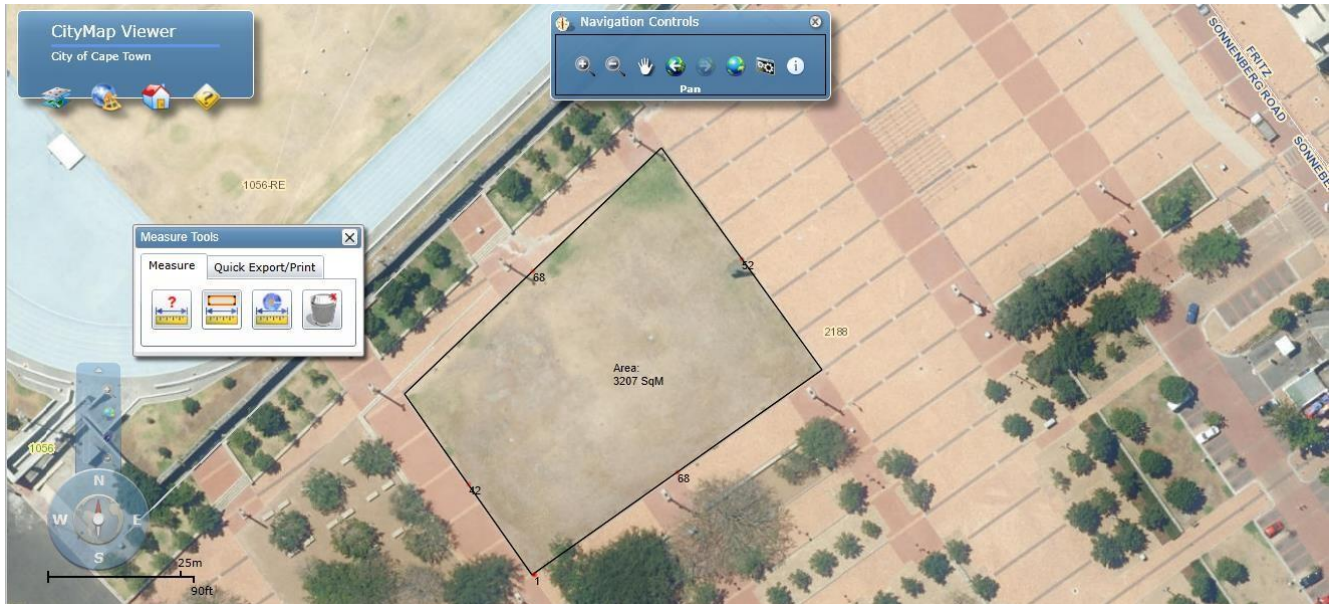 CityMap Viewer
City of Cape Town
Navigation Controls
Pan
FRITZ
SONNENBERG ROAD
SONNEBE
1056-RE
Measure Tools
Measure
Quick Export/Print
?
68
52
2188
Area:
3207 SqM
1056
42
68
N
W
E
S
25m
90ft
1